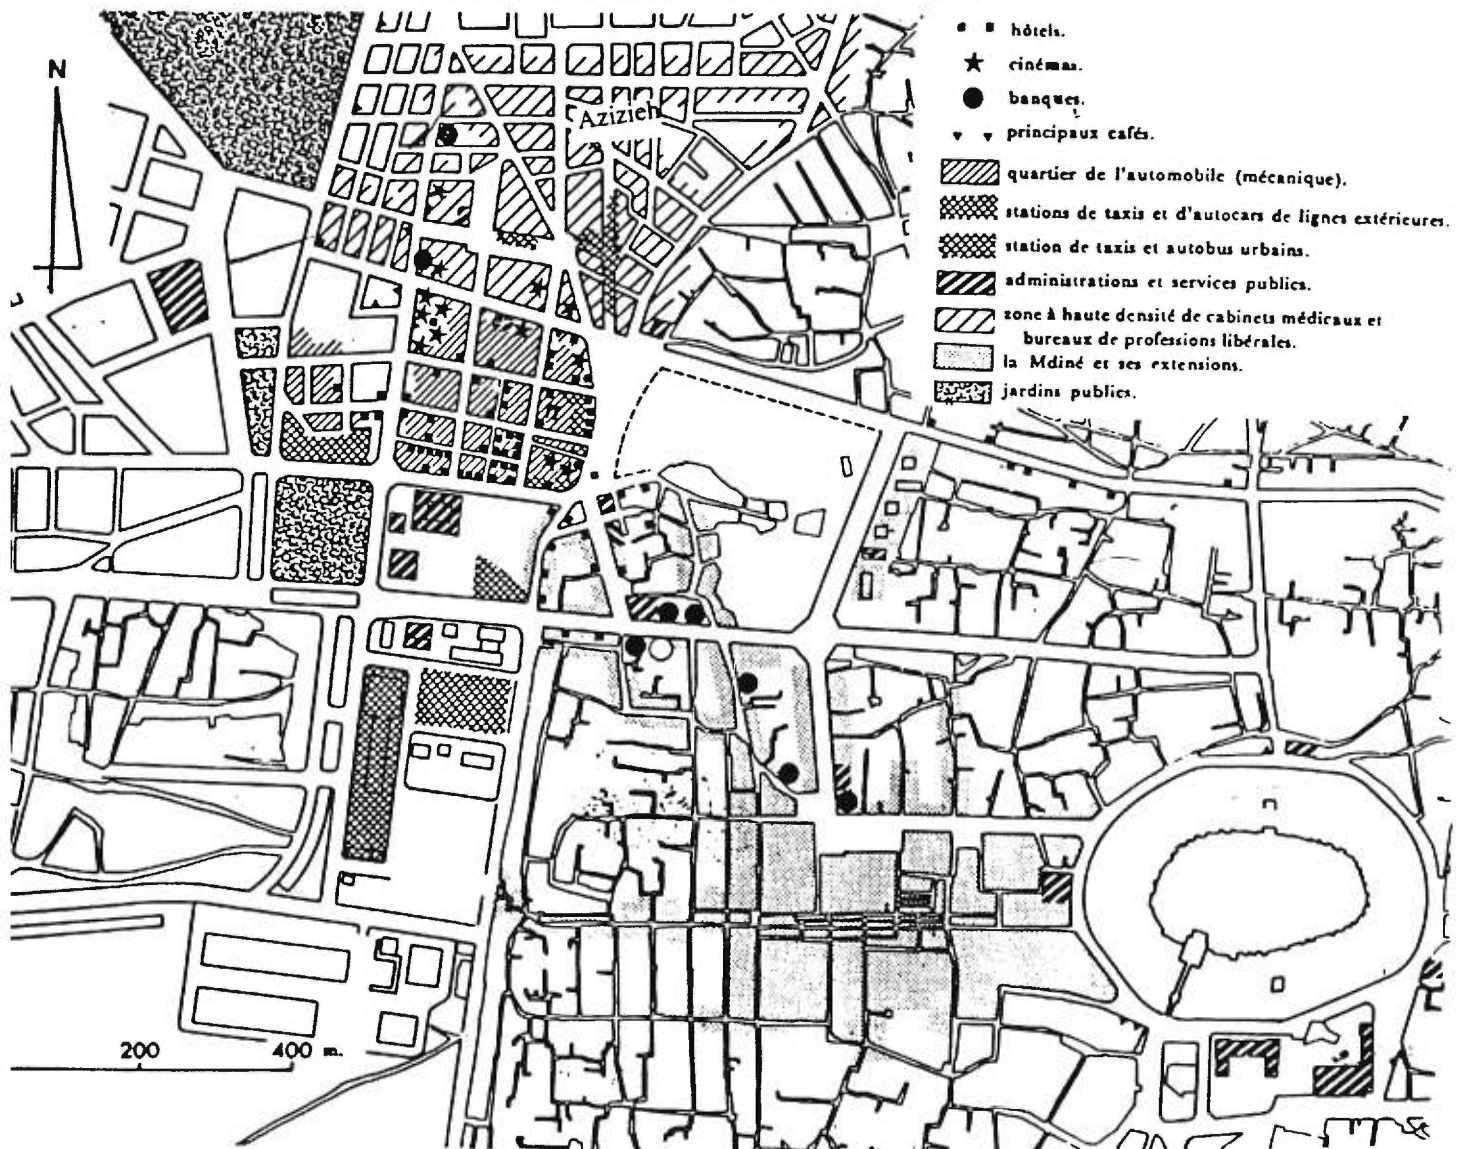 N
Azizieh
hôtels.
cinémas.
banques.
principaux cafés.
quartier de l'automobile (mécanique).
stations de taxis et d'autocars de lignes extérieures.
station de taxis et autobus urbains.
administrations et services publics.
zone à haute densité de cabinets médicaux et
bureaux de professions libérales.
la Mdiné et ses extensions.
jardins publics.
200
400 m.